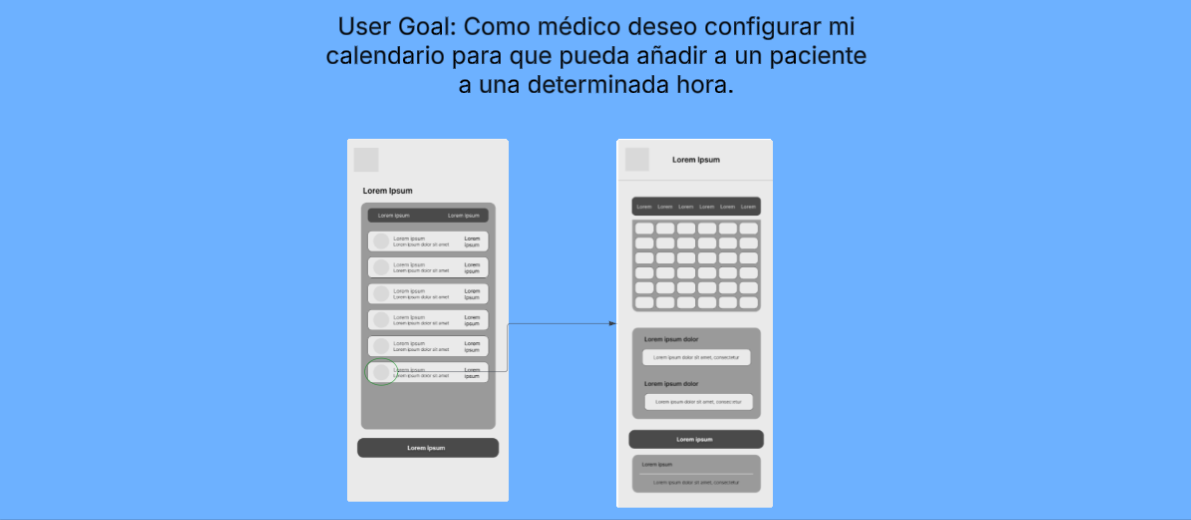 User Goal: Como médico deseo configurar mi
calendario para que pueda añadir a un paciente
a una determinada hora.
Lorem Ipsum
Lorem Ipsum Lorem Ipsum
Lorem Ipsum Lorem
Lorem ipsum dolor sit amet Ipsum
Lorem Ipsum Lorem
Lorem ipsum dolor sit amet Ipsum
Lorem Ipsum Lorem
Lorem ipsum dolor sit amet Ipsum
Lorem Ipsum Lorem
Lorem ipsum dolor sit amet Ipsum
Lorem Ipsum Lorem
Lorem ipsum dolor sit amet Ipsum
Lorem Ipsum Lorem
Lorem ipsum dolor sit amet Ipsum
Lorem Ipsum
Lorem Ipsum
Lorem Lorem Lorem Lorem Lorem Lorem
Lorem ipsum dolor
Lorem ipsum dolor sit amet, consectetur
Lorem ipsum dolor
Lorem ipsum dolor sit amet, consectetur
Lorem Ipsum
Lorem Ipsum
Lorem ipsum dolor sit amet, consectetur